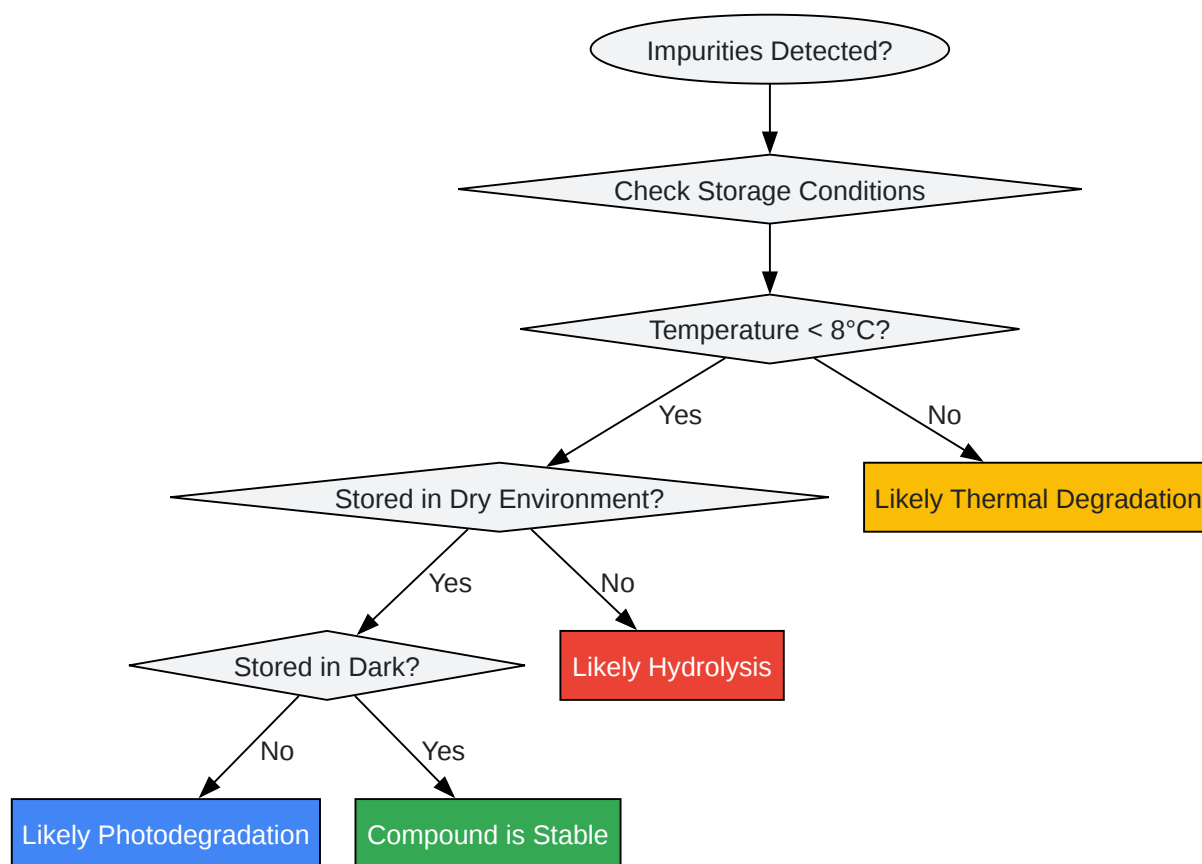 Impurities Detected?
Check Storage Conditions
Temperature < 8°C?
Yes
No
Stored in Dry Environment?
Likely Thermal Degradation
Yes
No
Stored in Dark?
Likely Hydrolysis
No
Yes
Likely Photodegradation
Compound is Stable